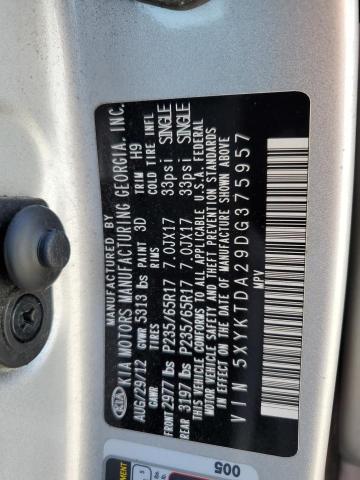 MANUFACTURED BY
KIA KIA MOTORS MANUFACTURING GEORGIA, INC.
AUG/29/12 GVWR 5313 lbs PAINT 3D TRIM H9
GAWR TYRES RIMS COLD TIRE INFL
FRONT 2977 lbs P235/65R17 7.0JX17 33psi SINGLE
REAR 3197 lbs P235/65R17 7.0JX17 33psi SINGLE
THIS VEHICLE CONFORMS TO ALL APPLICABLE U.S.A. FEDERAL
MOTOR VEHICLE SAFETY AND THEFT PREVENTION STANDARDS
IN EFFECT ON THE DATE OF MANUFACTURE SHOWN ABOVE
VIN 5XYKTDA29DG375957
MPV
005